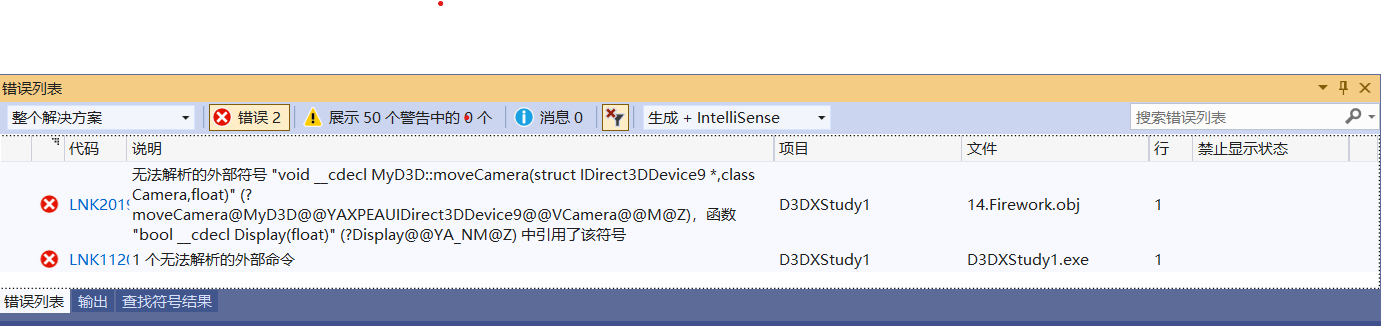 错误列表
整个解决方案
错误 2
展示 50 个警告中的 0 个
消息 0
生成 + IntelliSense
搜索错误列表
代码 说明 项目 文件 行 禁止显示状态
LNK2019
无法解析的外部符号 "void __cdecl MyD3D::moveCamera(struct IDirect3DDevice9 *,class
Camera,float)" (?
moveCamera@MyD3D@@YAXPEAUIDirect3DDevice9@@VCamera@@M@Z)，函数
"bool __cdecl Display(float)" (?Display@@YA_NM@Z) 中引用了该符号
D3DXStudy1 14.Firework.obj 1
LNK1120 1 个无法解析的外部命令 D3DXStudy1 D3DXStudy1.exe 1
错误列表 输出 查找符号结果